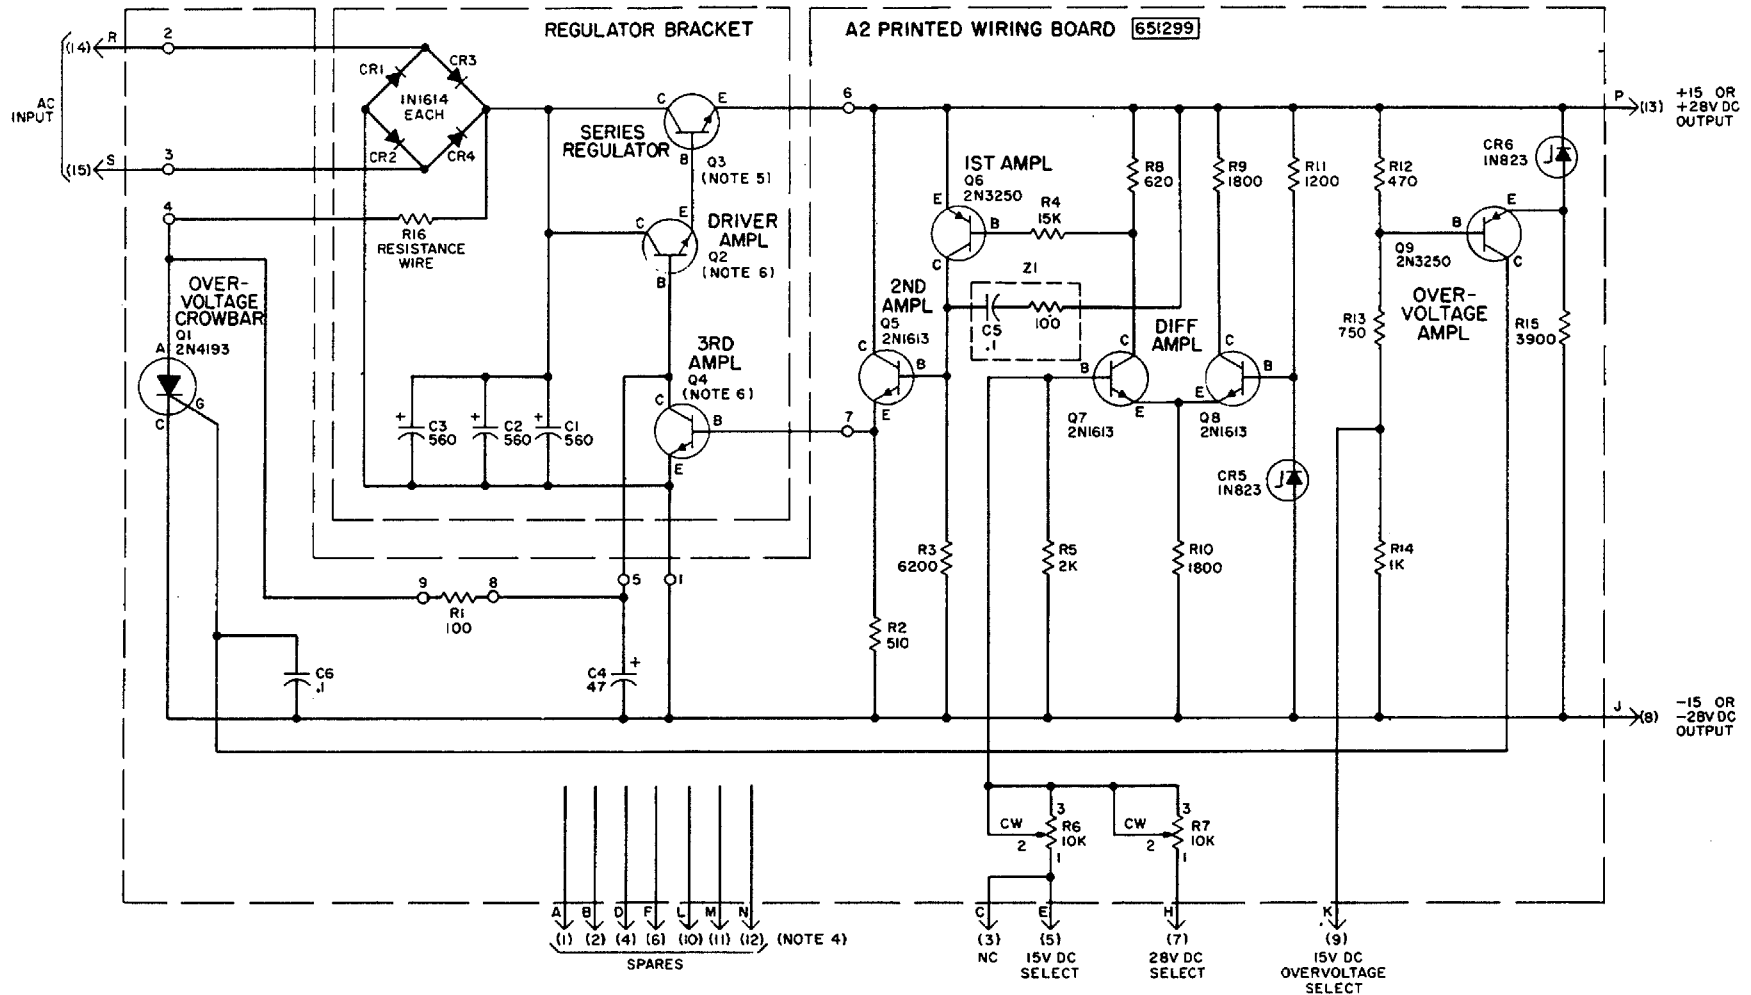 REGULATOR BRACKET
A2 PRINTED WIRING BOARD 651299
(14) R 2
AC
INPUT
(15) S 3
CR1
CR3
1N1614
EACH
CR2
CR4
C E
B
SERIES
REGULATOR
Q3
(NOTE 5)
6
P (13)
+15 OR
+28V DC
OUTPUT
4
R16
RESISTANCE
WIRE
C E
B
DRIVER
AMPL
Q2
(NOTE 6)
1ST AMPL
Q6
2N3250
E
B
C
R4
15K
R8
620
R9
1800
R11
1200
R12
470
CR6
1N823
E
B
C
Q9
2N3250
OVER-
VOLTAGE
AMPL
OVER-
VOLTAGE
CROWBAR
Q1
2N4193
A
G
C
2ND
AMPL
Q5
2N1613
C
B
E
Z1
C5
.1
100
DIFF
AMPL
C
B
E
Q7
2N1613
C
B
E
Q8
2N1613
R13
750
R15
3900
3RD
AMPL
Q4
(NOTE 6)
C
B
E
7
+
C3
560
+
C2
560
+
C1
560
CR5
1N823
R3
6200
R5
2K
R10
1800
R14
1K
9 8
R1
100
5 1
R2
510
C6
.1
C4
47
+
J (8)
-15 OR
-28V DC
OUTPUT
CW
2
3
R6
10K
1
CW
2
3
R7
10K
1
A B D F L M N
(1) (2) (4) (6) (10) (11) (12) (NOTE 4)
SPARES
C E H K
(3) (5) (7) (9)
NC
15V DC
SELECT
28V DC
SELECT
15V DC
OVERVOLTAGE
SELECT